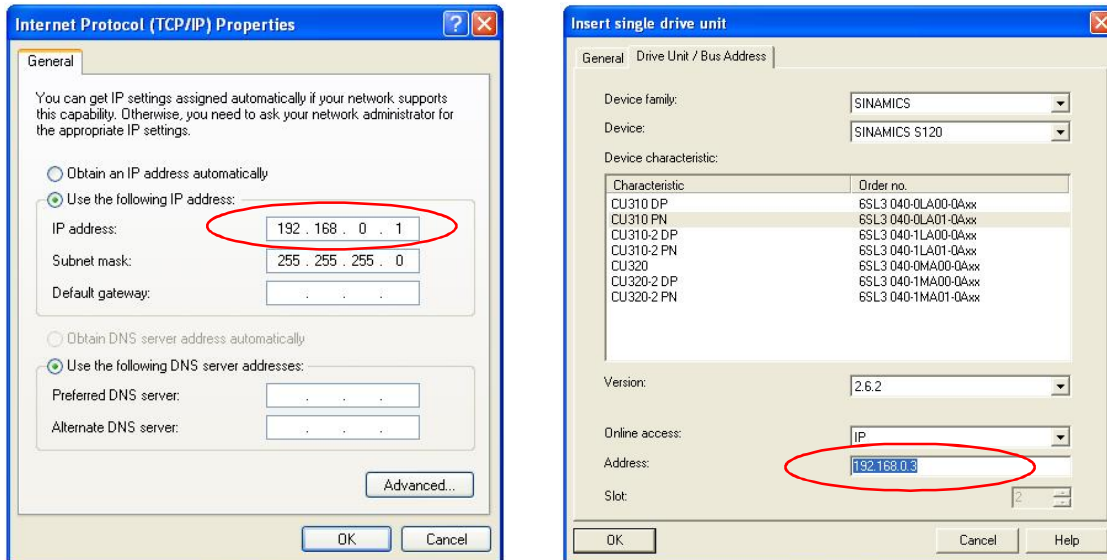 Internet Protocol (TCP/IP) Properties
General
You can get IP settings assigned automatically if your network supports
this capability. Otherwise, you need to ask your network administrator for
the appropriate IP settings.
Obtain an IP address automatically
Use the following IP address:
IP address: 192 . 168 . 0 . 1
Subnet mask: 255 . 255 . 255 . 0
Default gateway: . . .
Obtain DNS server address automatically
Use the following DNS server addresses:
Preferred DNS server: . . .
Alternate DNS server: . . .
Advanced...
OK Cancel
Insert single drive unit
General Drive Unit / Bus Address
Device family: SINAMICS
Device: SINAMICS S120
Device characteristic:
Characteristic Order no.
CU310 DP 6SL3 040-0LA00-0Axx
CU310 PN 6SL3 040-0LA01-0Axx
CU310-2 DP 6SL3 040-1LA00-0Axx
CU310-2 PN 6SL3 040-1LA01-0Axx
CU320 6SL3 040-0MA00-0Axx
CU320-2 DP 6SL3 040-1MA00-0Axx
CU320-2 PN 6SL3 040-1MA01-0Axx
Version: 2.6.2
Online access: IP
Address: 192.168.0.3
Slot: 2
OK Cancel Help